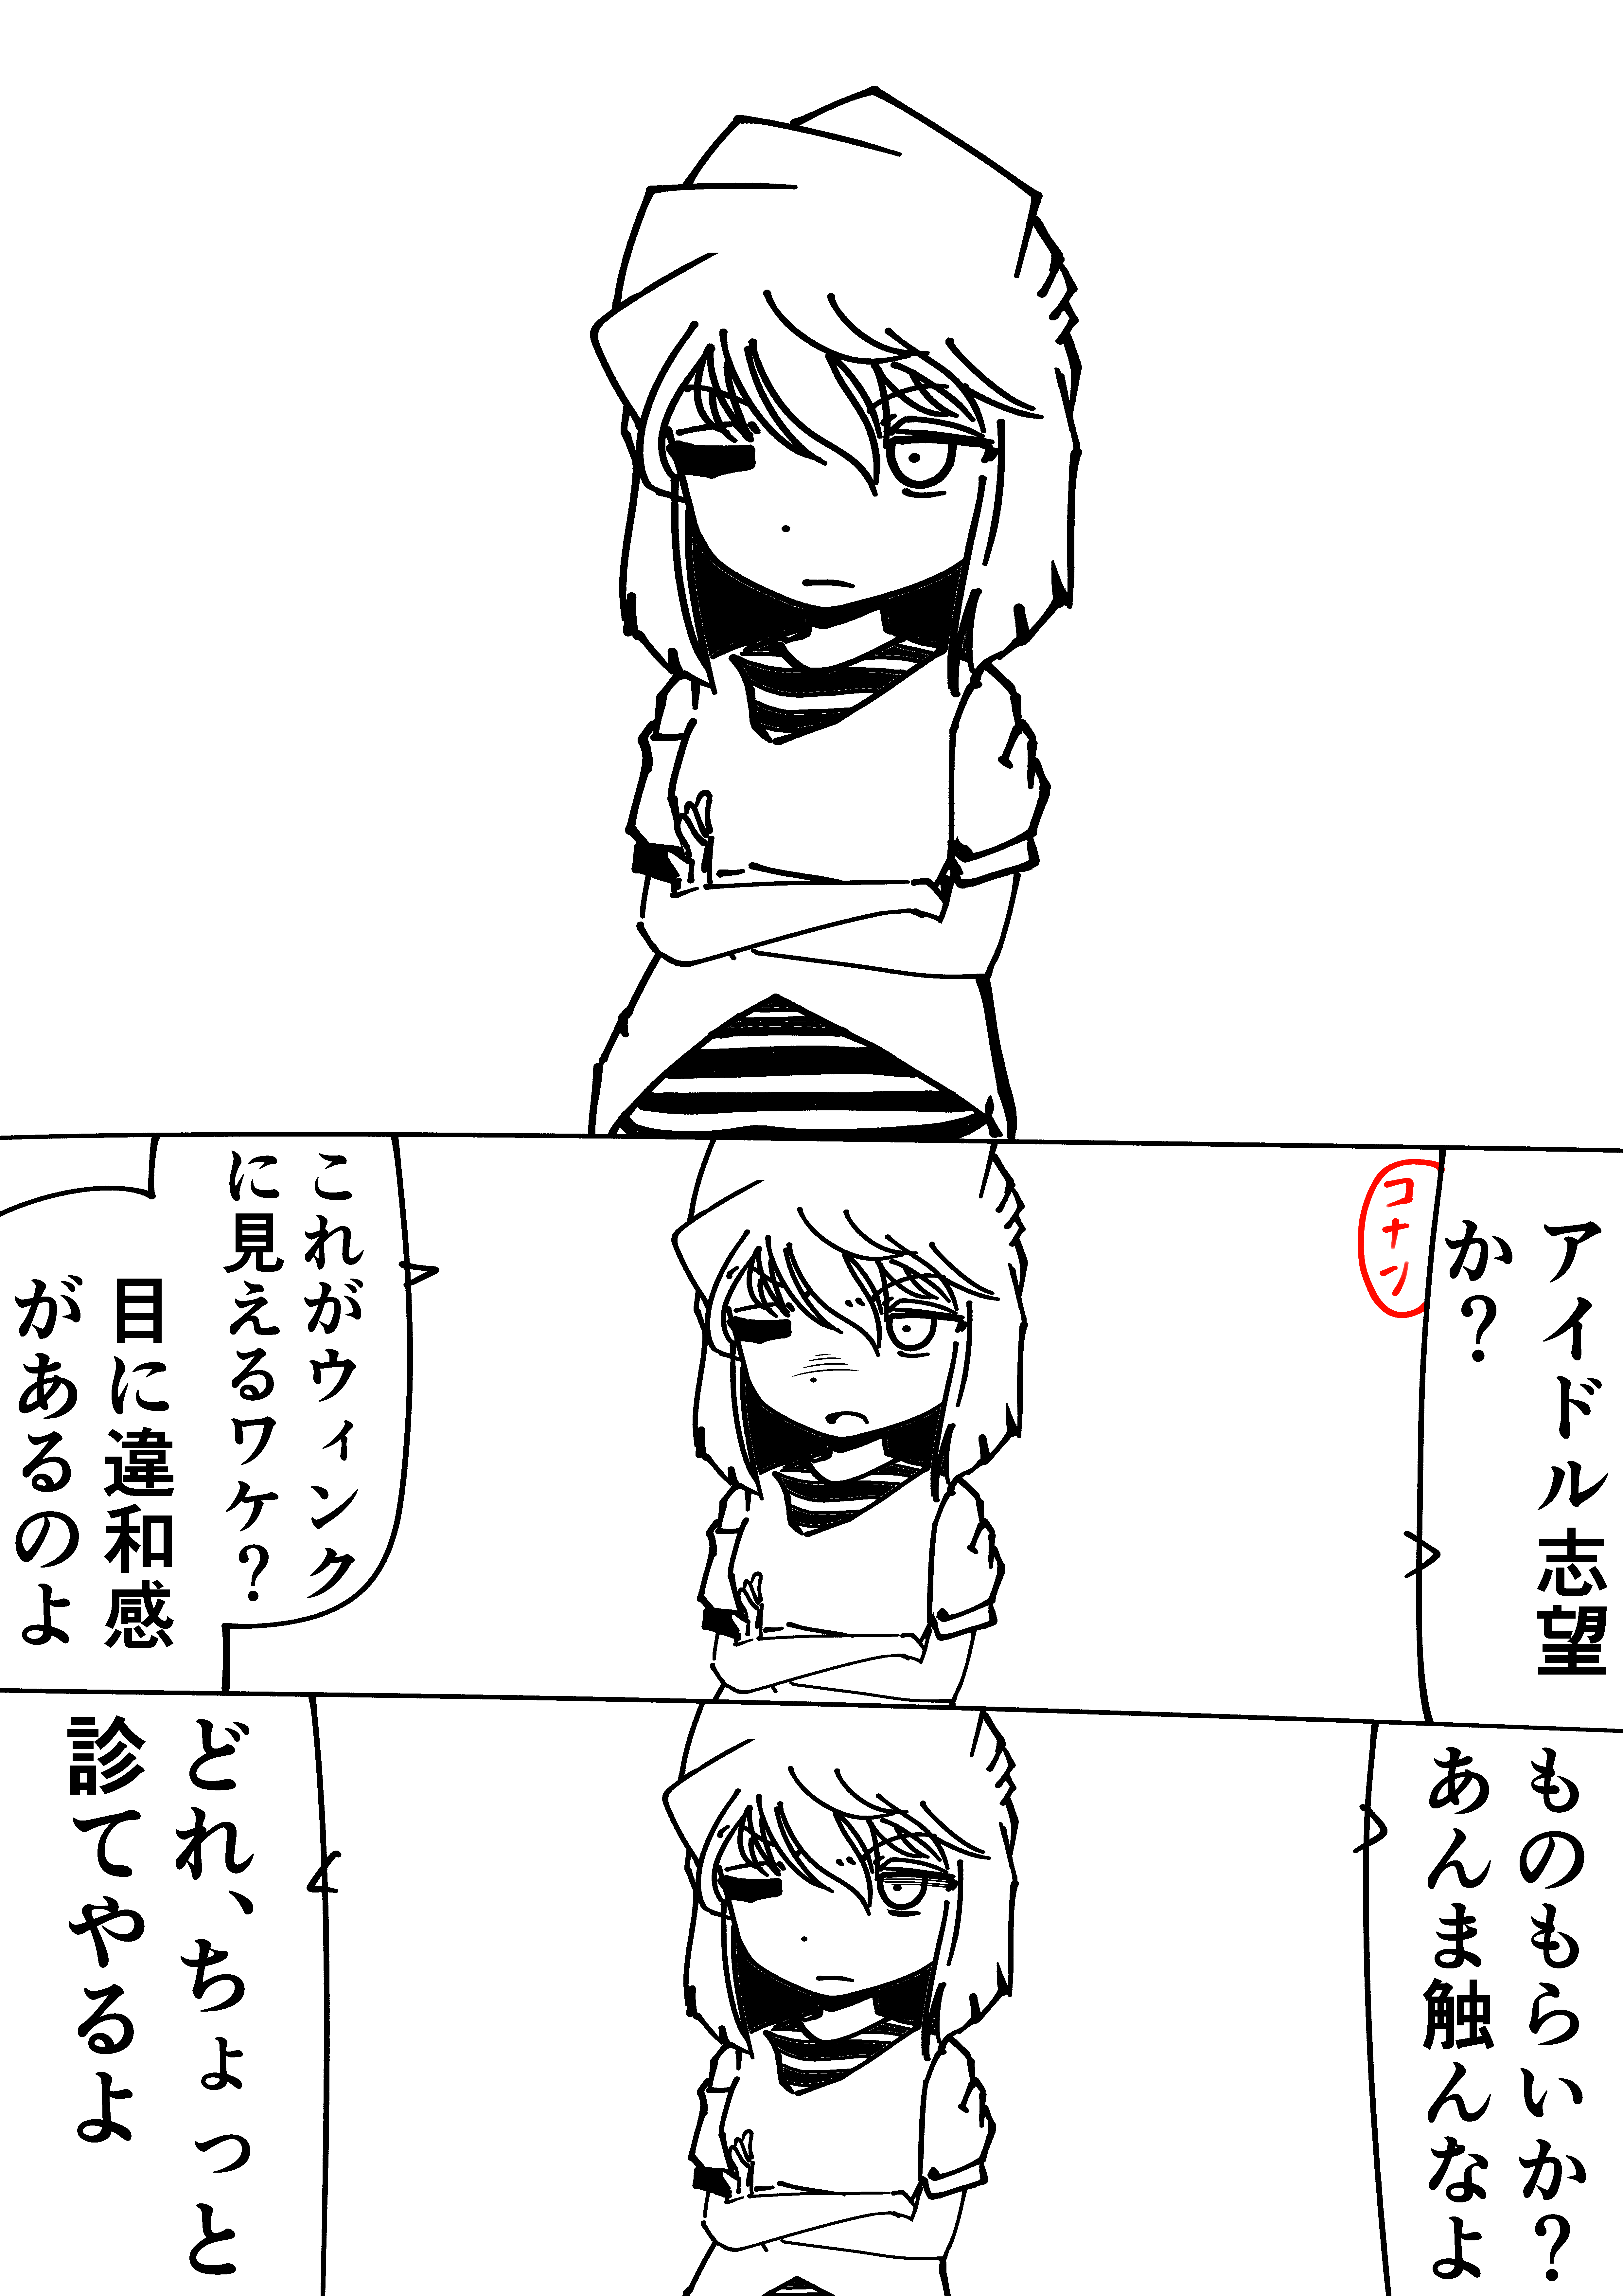 アイドル志望
か？
コナン
これがウィンク
に見えるワケ？
目に違和感
があるのよ
ものもらいか？
あんま触んなよ
どれ、ちょっと
診てやるよ